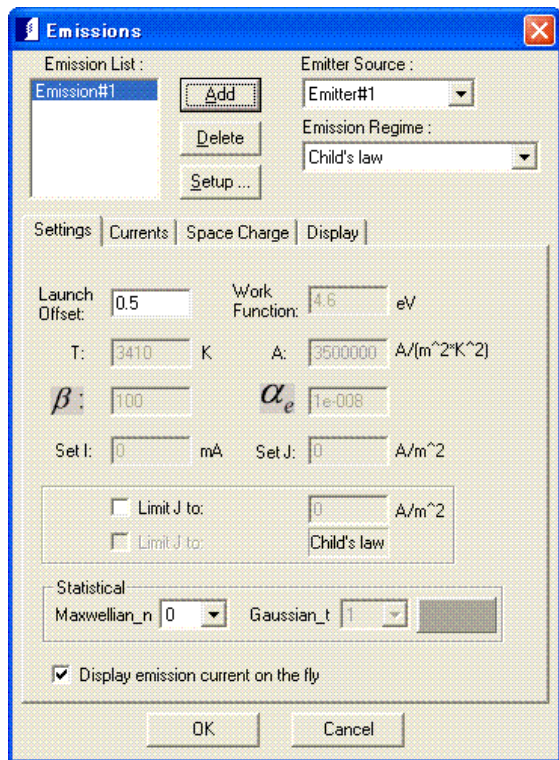 Emissions
Emission List :
Emitter Source :
Emission#1
Add
Emitter#1
Delete
Emission Regime :
Child's law
Setup ...
Settings Currents Space Charge Display
Launch Offset: 0.5 Work Function: 4.6 eV
T: 3410 K A: 3500000 A/(m^2*K^2)
β : 100 αe 1e-008
Set I: 0 mA Set J: 0 A/m^2
Limit J to: 0 A/m^2
Limit J to: Child's law
Statistical
Maxwellian_n 0 Gaussian_t 1
Display emission current on the fly
OK Cancel